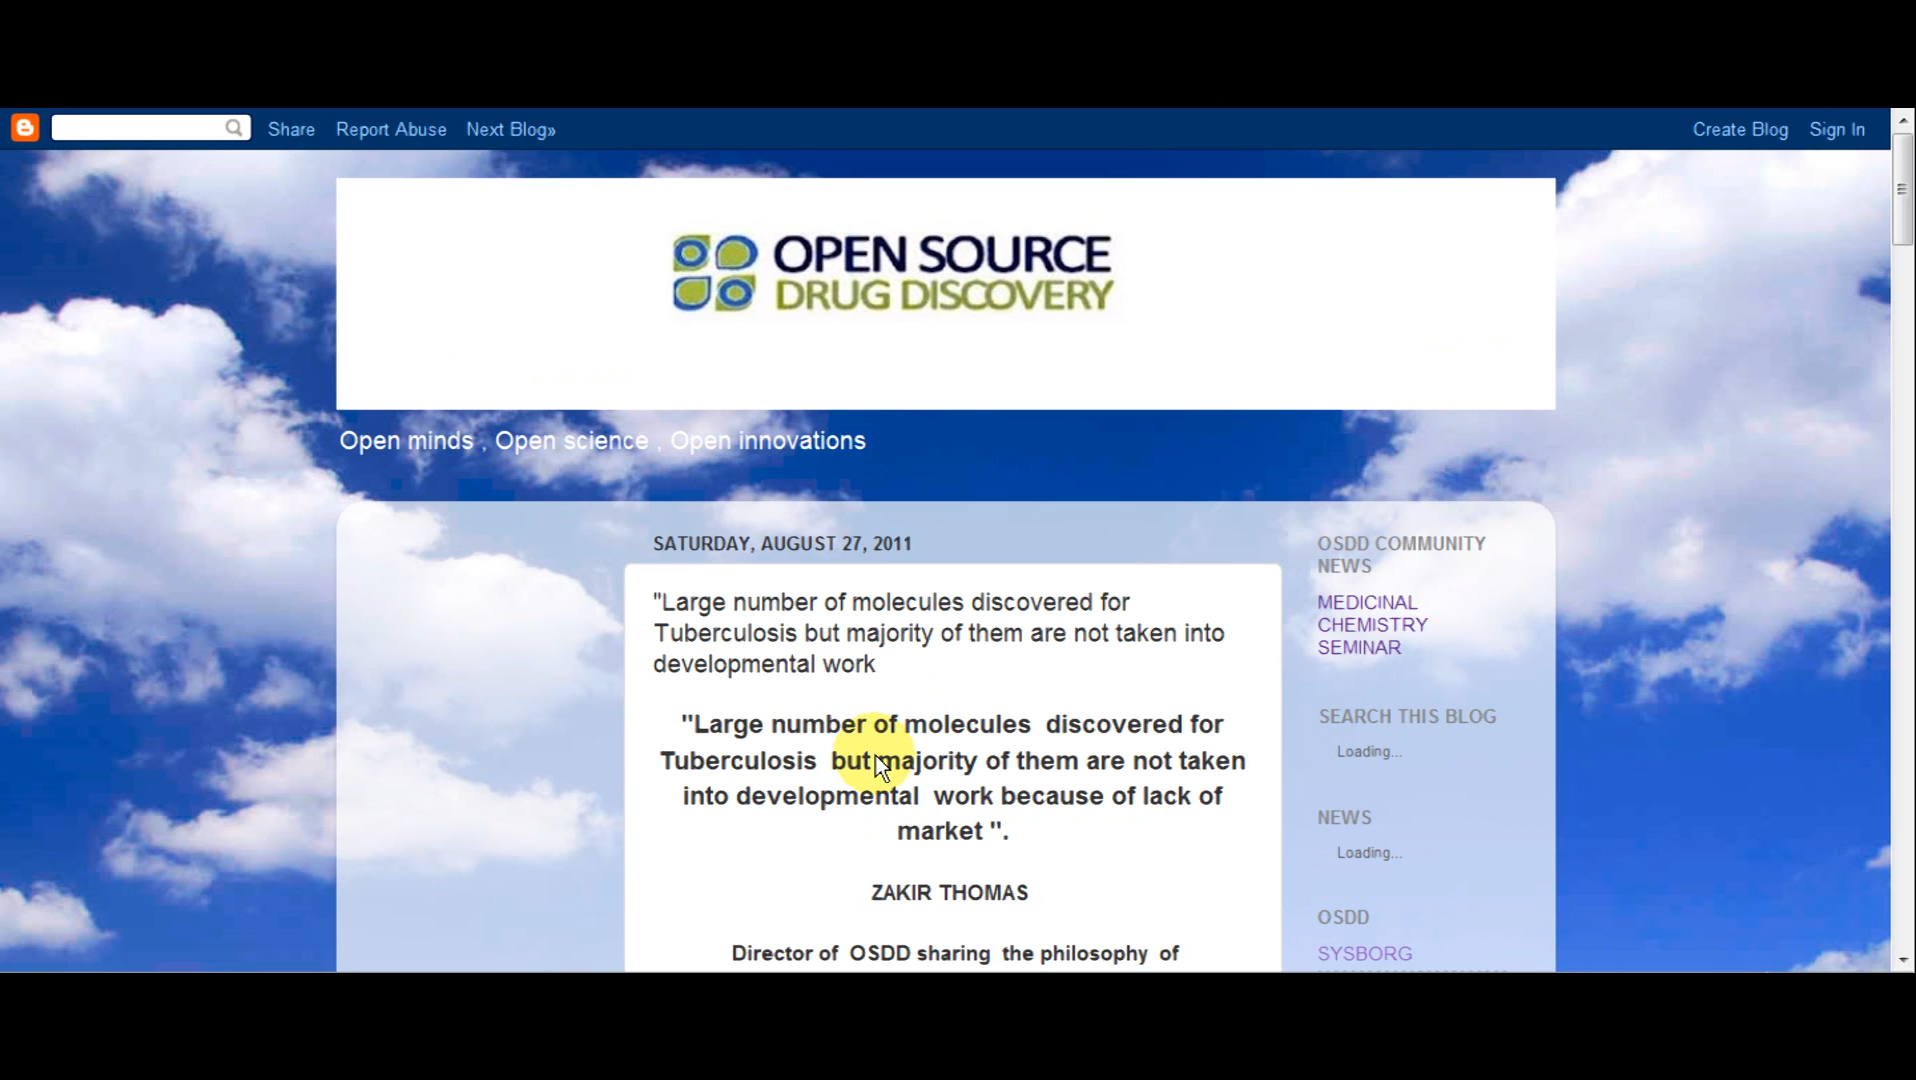 Share Report Abuse Next Blog» Create Blog Sign In
OPEN SOURCE
DRUG DISCOVERY
Open minds , Open science , Open innovations
SATURDAY, AUGUST 27, 2011
"Large number of molecules discovered for
Tuberculosis but majority of them are not taken into
developmental work
"Large number of molecules discovered for
Tuberculosis but majority of them are not taken
into developmental work because of lack of
market ".
ZAKIR THOMAS
Director of OSDD sharing the philosophy of
OSDD COMMUNITY
NEWS
MEDICINAL
CHEMISTRY
SEMINAR
SEARCH THIS BLOG
Loading...
NEWS
Loading...
OSDD
SYSBORG